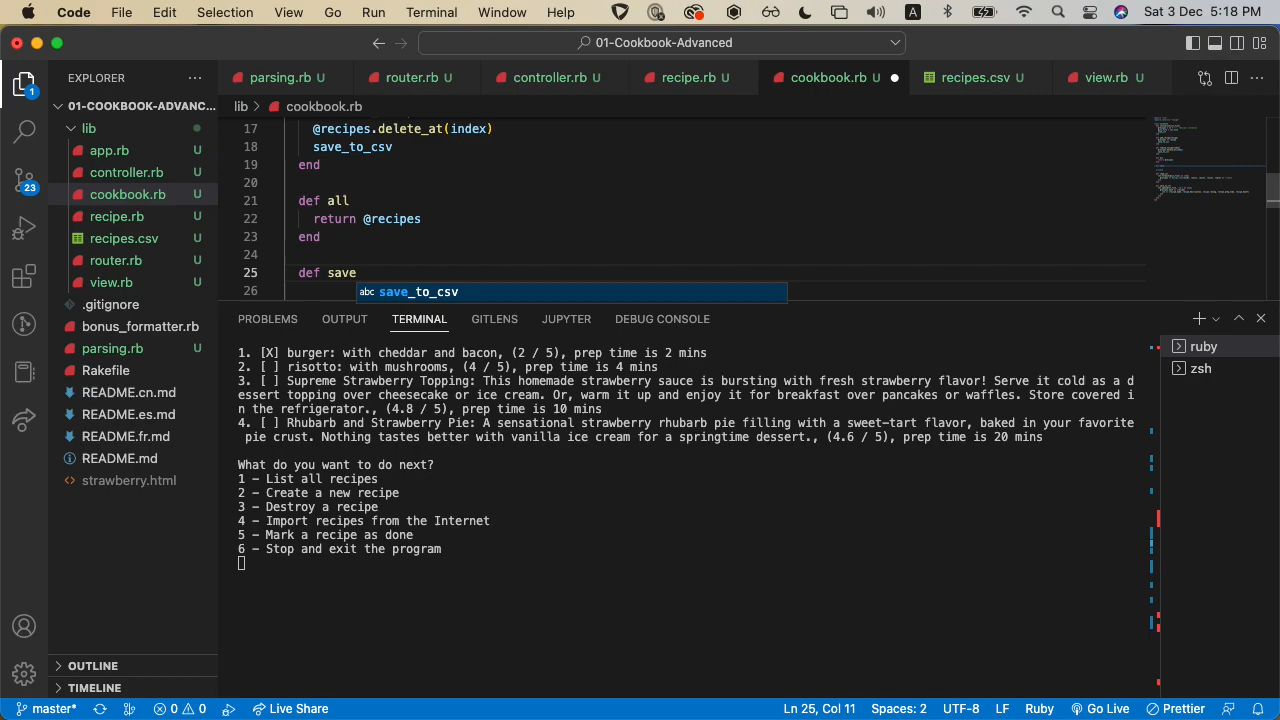 Code File Edit Selection View Go Run Terminal Window Help A Sat 3 Dec 5:18 PM
01-Cookbook-Advanced
EXPLORER
parsing.rb U router.rb U controller.rb U recipe.rb U cookbook.rb U recipes.csv U view.rb U
01-COOKBOOK-ADVANC...
lib
app.rb U
controller.rb U
cookbook.rb U
recipe.rb U
recipes.csv U
router.rb U
view.rb U
.gitignore
bonus_formatter.rb
parsing.rb U
Rakefile
README.cn.md
README.es.md
README.fr.md
README.md
strawberry.html
OUTLINE
TIMELINE
1
23
lib > cookbook.rb
17 @recipes.delete_at(index)
18 save_to_csv
19 end
20
21 def all
22 return @recipes
23 end
24
25 def save
26
abc save_to_csv
PROBLEMS OUTPUT TERMINAL GITLENS JUPYTER DEBUG CONSOLE
1. [X] burger: with cheddar and bacon, (2 / 5), prep time is 2 mins
2. [ ] risotto: with mushrooms, (4 / 5), prep time is 4 mins
3. [ ] Supreme Strawberry Topping: This homemade strawberry sauce is bursting with fresh strawberry flavor! Serve it cold as a d
essert topping over cheesecake or ice cream. Or, warm it up and enjoy it for breakfast over pancakes or waffles. Store covered i
n the refrigerator., (4.8 / 5), prep time is 10 mins
4. [ ] Rhubarb and Strawberry Pie: A sensational strawberry rhubarb pie filling with a sweet-tart flavor, baked in your favorite
pie crust. Nothing tastes better with vanilla ice cream for a springtime dessert., (4.6 / 5), prep time is 20 mins
What do you want to do next?
1 - List all recipes
2 - Create a new recipe
3 - Destroy a recipe
4 - Import recipes from the Internet
5 - Mark a recipe as done
6 - Stop and exit the program
ruby
zsh
master* 0 0 Live Share Ln 25, Col 11 Spaces: 2 UTF-8 LF Ruby Go Live Prettier